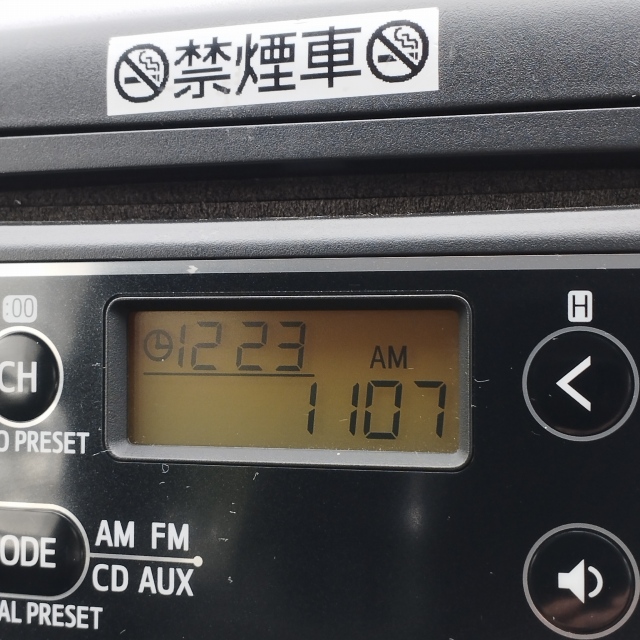 禁煙車
:00
H
12 23
AM
1107
CH
PRESET
AM FM
ODE
CD AUX
AL PRESET